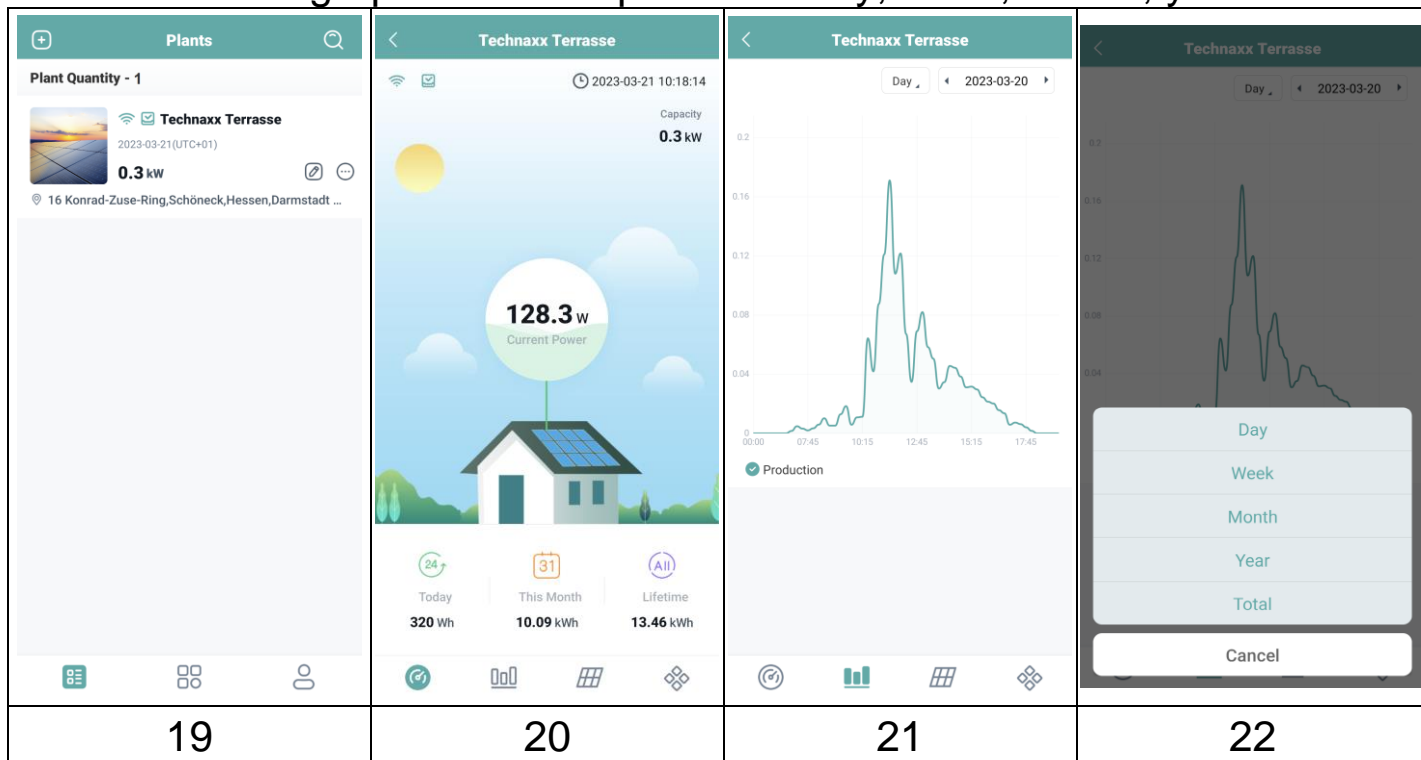 Plants
Plant Quantity - 1
Technaxx Terrasse
2023-03-21(UTC+01)
0.3 kW
16 Konrad-Zuse-Ring,Schöneck,Hessen,Darmstadt ...
19
Technaxx Terrasse
2023-03-21 10:18:14
Capacity
0.3 kW
128.3 W
Current Power
24 31 All
Today This Month Lifetime
320 Wh 10.09 kWh 13.46 kWh
20
Technaxx Terrasse
Day 2023-03-20
0.2
0.16
0.12
0.08
0.04
0
00:00 07:45 10:15 12:45 15:15 17:45
Production
21
Technaxx Terrasse
Day 2023-03-20
0.2
0.16
0.12
0.08
0.04
Day
Week
Month
Year
Total
Cancel
22